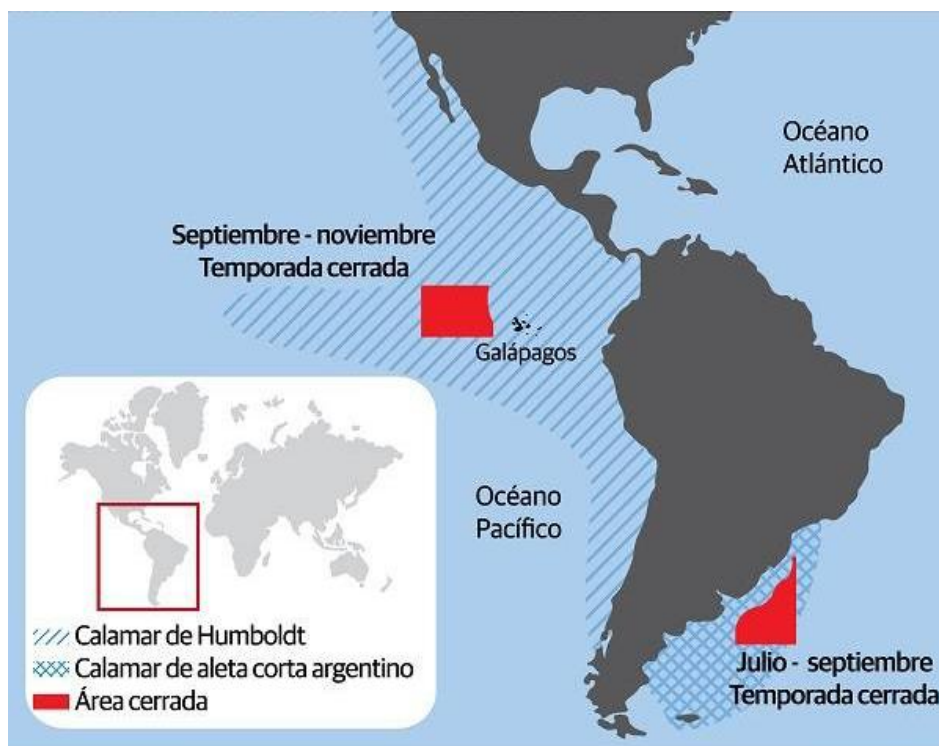 Océano
Atlántico
Septiembre - noviembre
Temporada cerrada
Galápagos
Océano
Pacífico
Calamar de Humboldt
Calamar de aleta corta argentino
Área cerrada
Julio - septiembre
Temporada cerrada